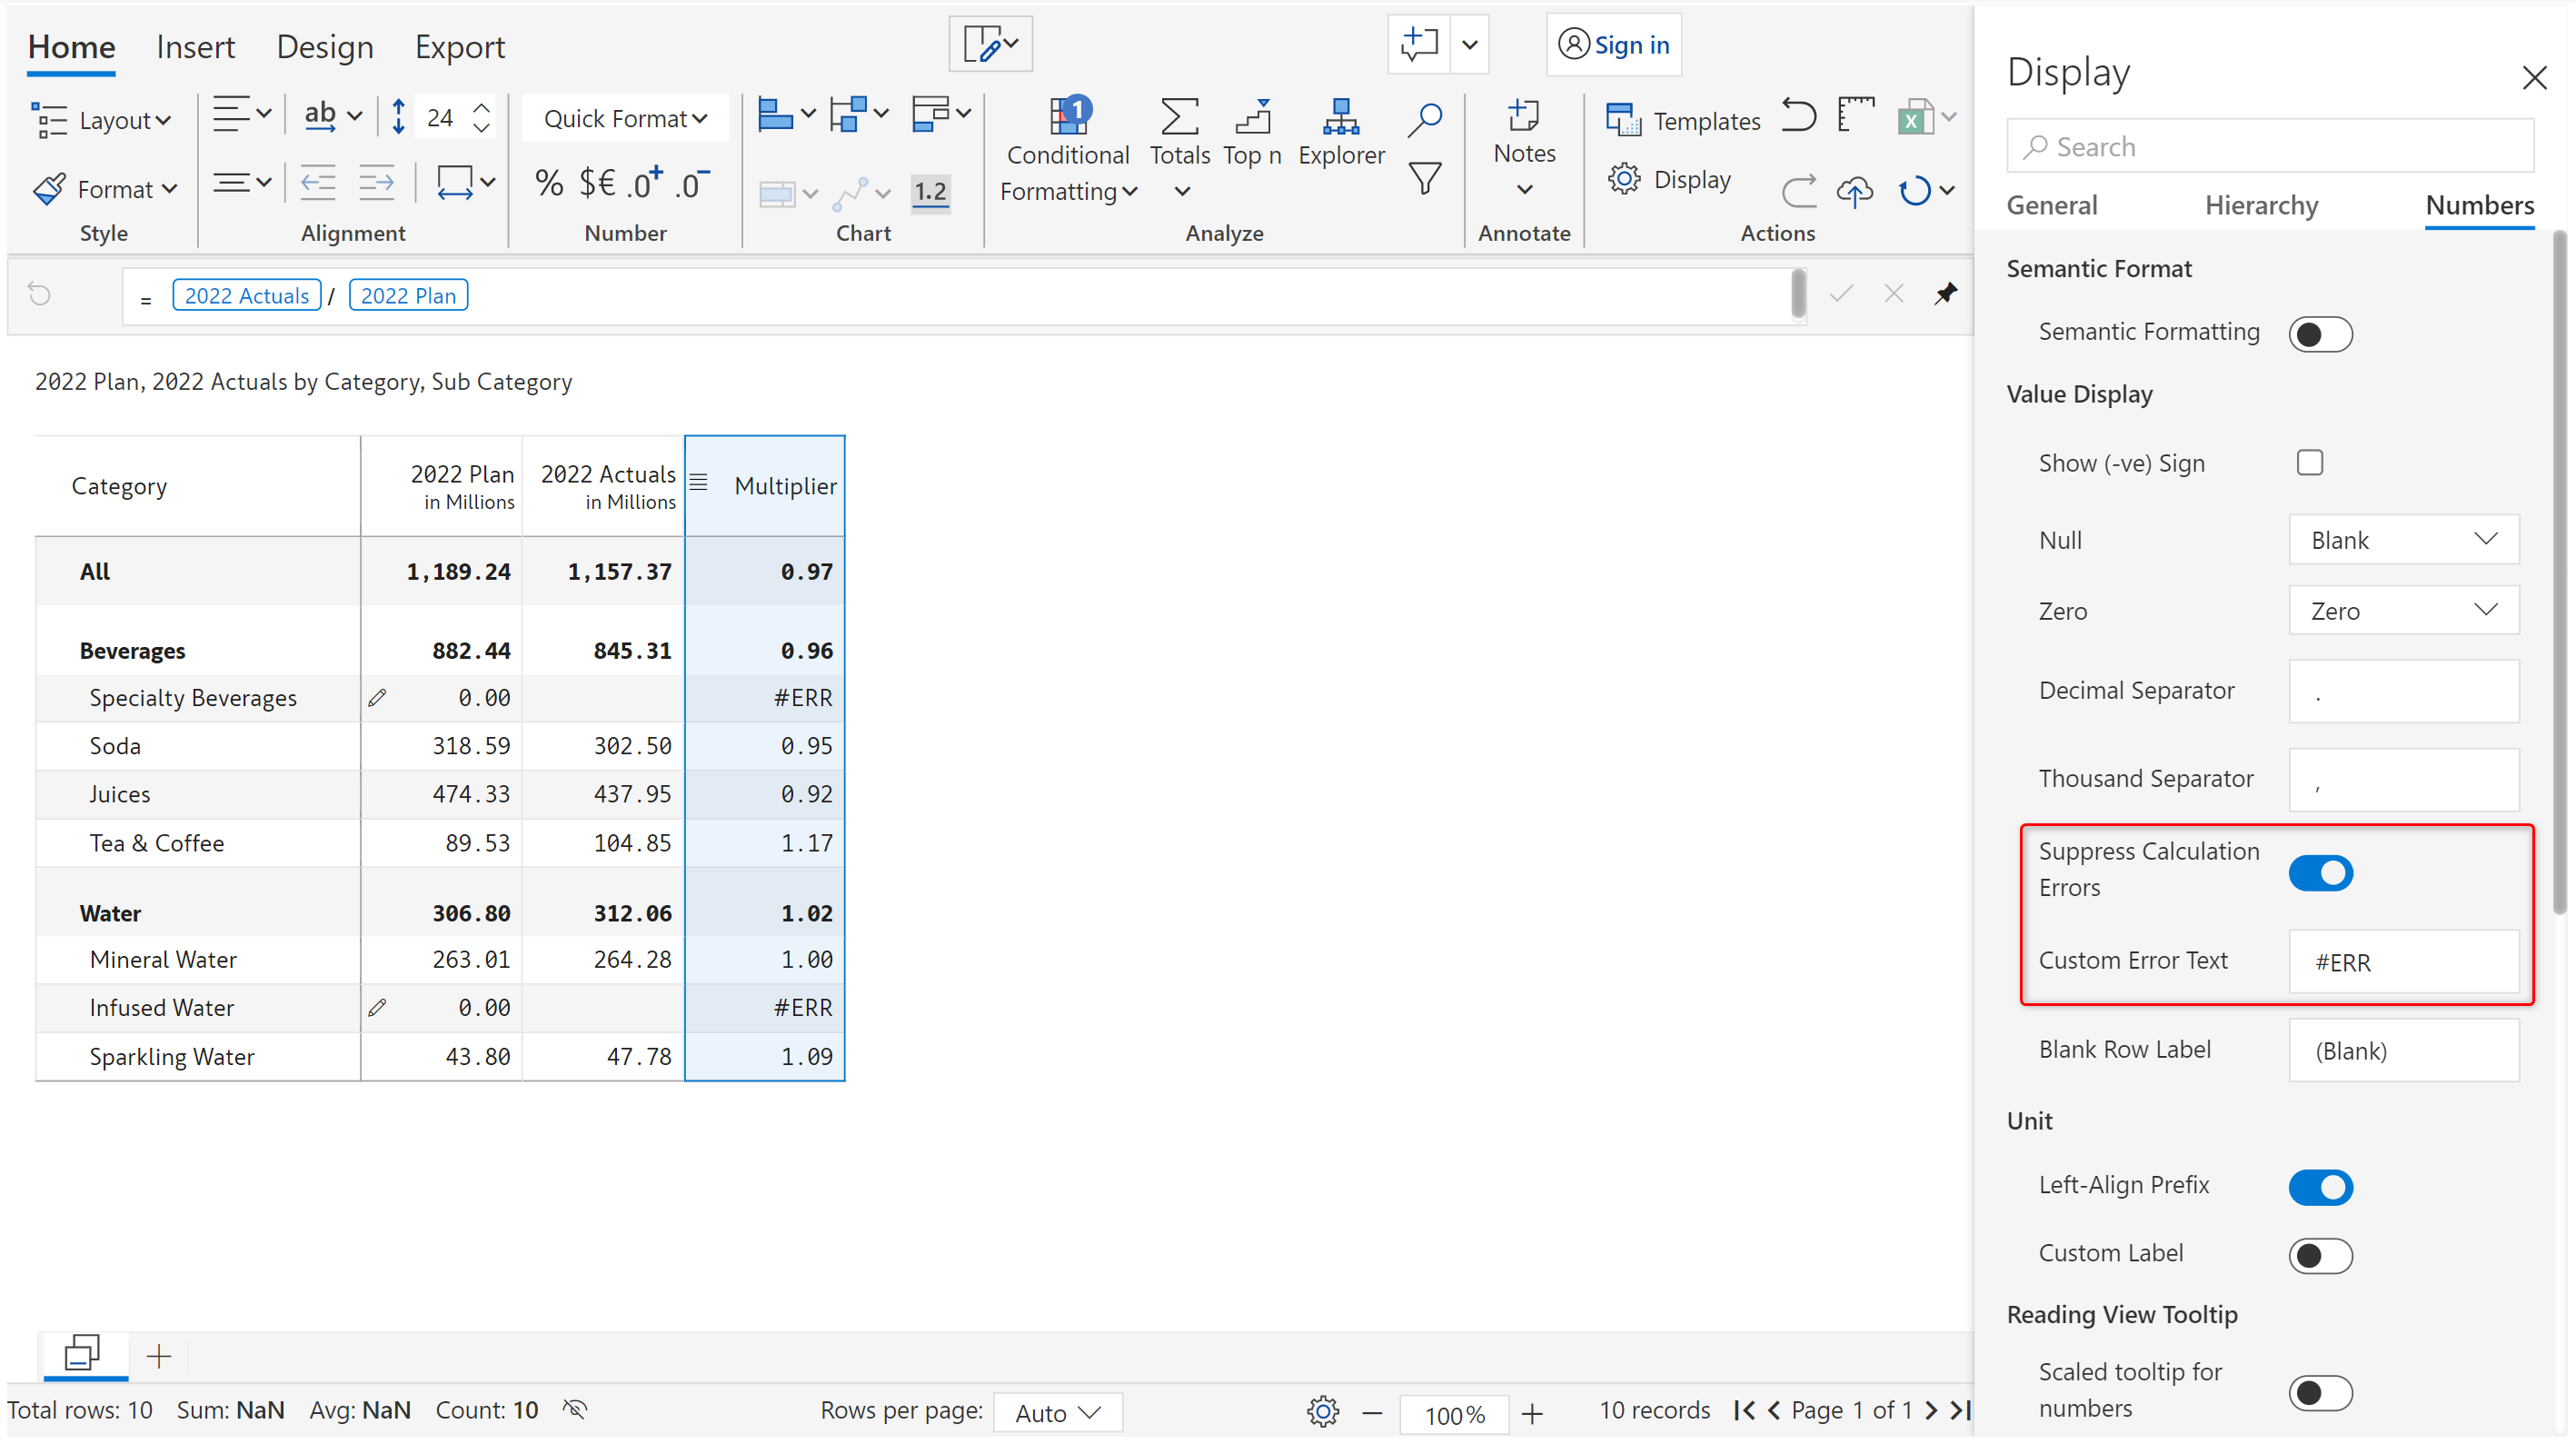 Home Insert Design Export
Sign in
Layout
ab
24
Quick Format
1
Conditional Formatting
Totals
Top n
Explorer
Notes
Templates
X
Format
% $€ .0+ .0-
1.2
Display
Style
Alignment
Number
Chart
Analyze
Annotate
Actions
= 2022 Actuals / 2022 Plan
2022 Plan, 2022 Actuals by Category, Sub Category
Category 2022 Plan in Millions 2022 Actuals in Millions Multiplier
All 1,189.24 1,157.37 0.97
Beverages 882.44 845.31 0.96
Specialty Beverages 0.00 #ERR
Soda 318.59 302.50 0.95
Juices 474.33 437.95 0.92
Tea & Coffee 89.53 104.85 1.17
Water 306.80 312.06 1.02
Mineral Water 263.01 264.28 1.00
Infused Water 0.00 #ERR
Sparkling Water 43.80 47.78 1.09
Total rows: 10 Sum: NaN Avg: NaN Count: 10
Rows per page: Auto
100%
10 records
Page 1 of 1
Display
Search
General Hierarchy Numbers
Semantic Format
Semantic Formatting
Value Display
Show (-ve) Sign
Null Blank
Zero Zero
Decimal Separator .
Thousand Separator ,
Suppress Calculation
Errors
Custom Error Text #ERR
Blank Row Label (Blank)
Unit
Left-Align Prefix
Custom Label
Reading View Tooltip
Scaled tooltip for
numbers